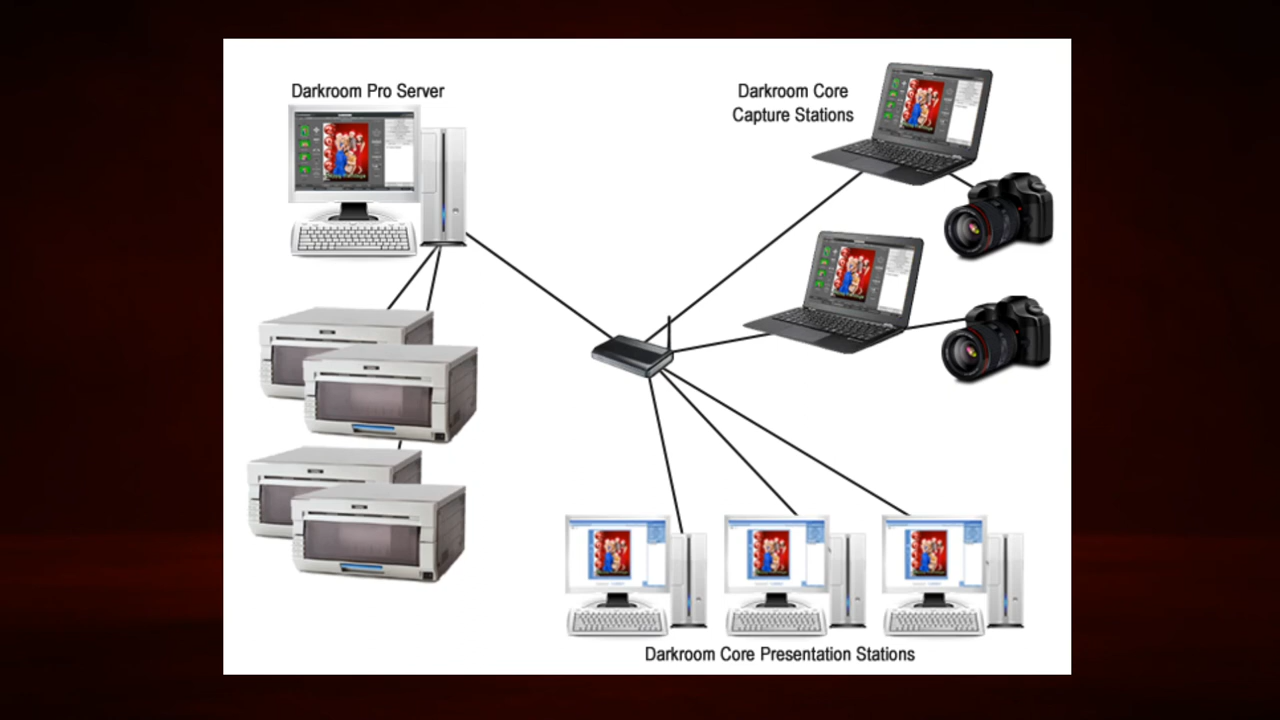 Darkroom Pro Server
Darkroom Core
Capture Stations
Darkroom Core Presentation Stations